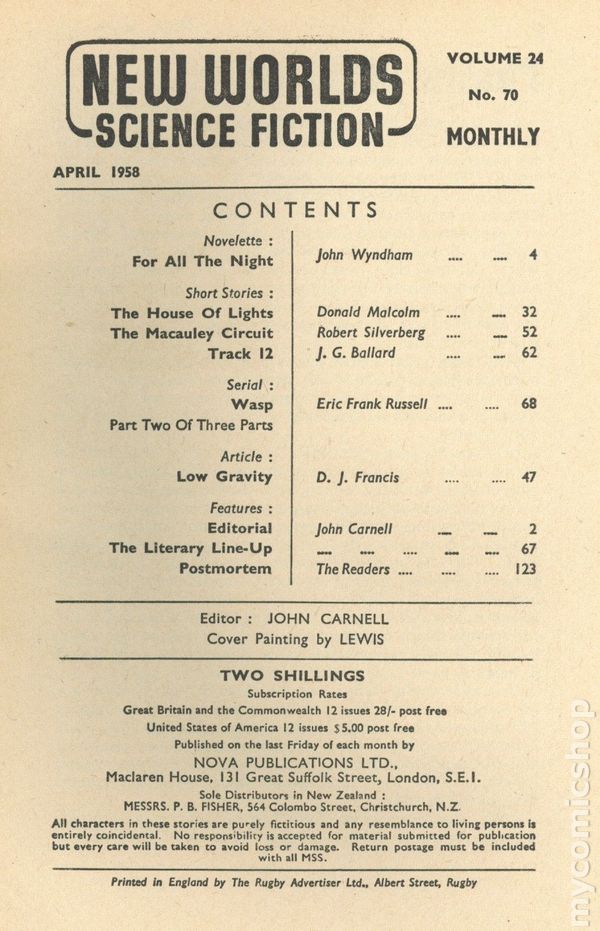 NEW WORLDS
SCIENCE FICTION
VOLUME 24
No. 70
MONTHLY
APRIL 1958
CONTENTS
Novelette :
For All The Night John Wyndham .... .... 4
Short Stories :
The House Of Lights Donald Malcolm .... .... 32
The Macauley Circuit Robert Silverberg .... .... 52
Track 12 J. G. Ballard .... .... 62
Serial :
Wasp Eric Frank Russell .... .... 68
Part Two Of Three Parts
Article :
Low Gravity D. J. Francis .... .... 47
Features :
Editorial John Carnell .... .... 2
The Literary Line-Up .... .... .... .... .... 67
Postmortem The Readers .... .... .... 123
Editor : JOHN CARNELL
Cover Painting by LEWIS
TWO SHILLINGS
Subscription Rates
Great Britain and the Commonwealth 12 issues 28/- post free
United States of America 12 issues $5.00 post free
Published on the last Friday of each month by
NOVA PUBLICATIONS LTD.,
Maclaren House, 131 Great Suffolk Street, London, S.E.1.
Sole Distributors in New Zealand :
MESSRS. P. B. FISHER, 564 Colombo Street, Christchurch, N.Z.
All characters in these stories are purely fictitious and any resemblance to living persons is
entirely coincidental. No responsibility is accepted for material submitted for publication
but every care will be taken to avoid loss or damage. Return postage must be included
with all MSS.
Printed in England by The Rugby Advertiser Ltd., Albert Street, Rugby
mycomicshop